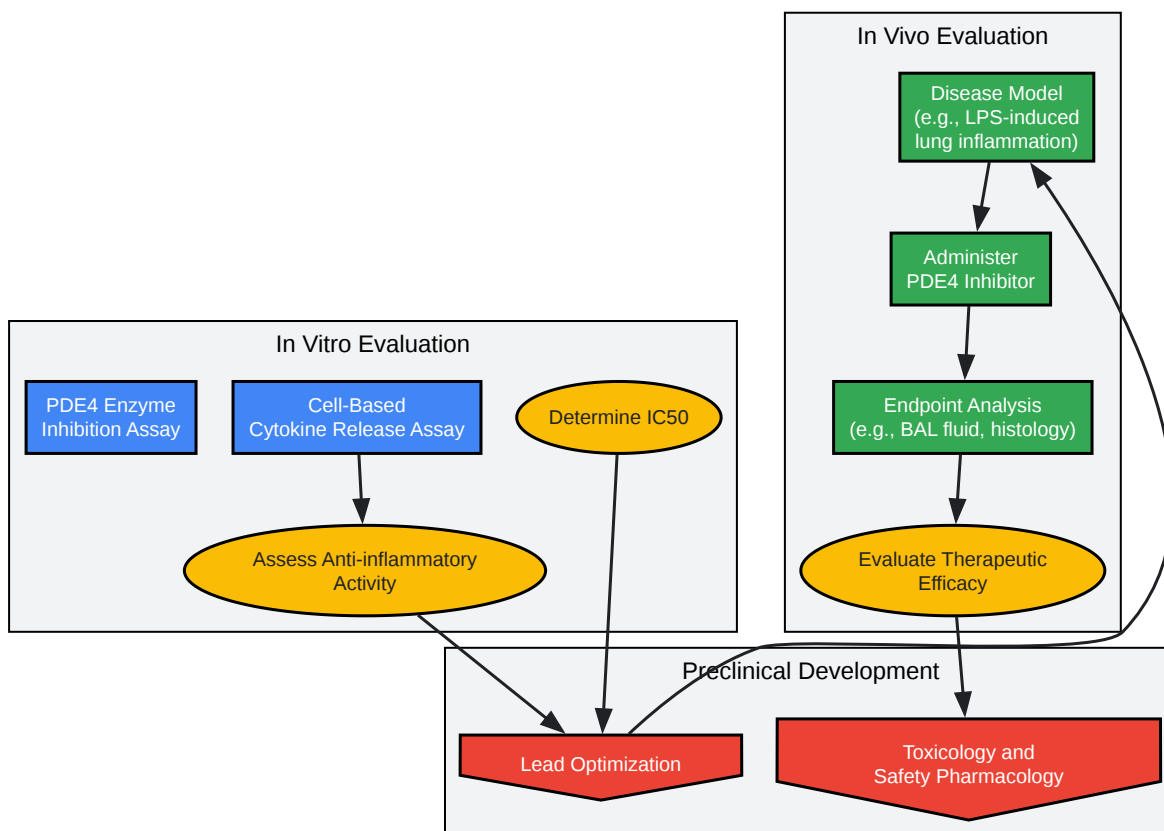 In Vivo Evaluation
Disease Model
(e.g., LPS-induced
lung inflammation)
Administer
PDE4 Inhibitor
In Vitro Evaluation
PDE4 Enzyme
Inhibition Assay
Cell-Based
Cytokine Release Assay
Determine IC50
Endpoint Analysis
(e.g., BAL fluid, histology)
Assess Anti-inflammatory
Activity
Evaluate Therapeutic
Efficacy
Preclinical Development
Lead Optimization
Toxicology and
Safety Pharmacology